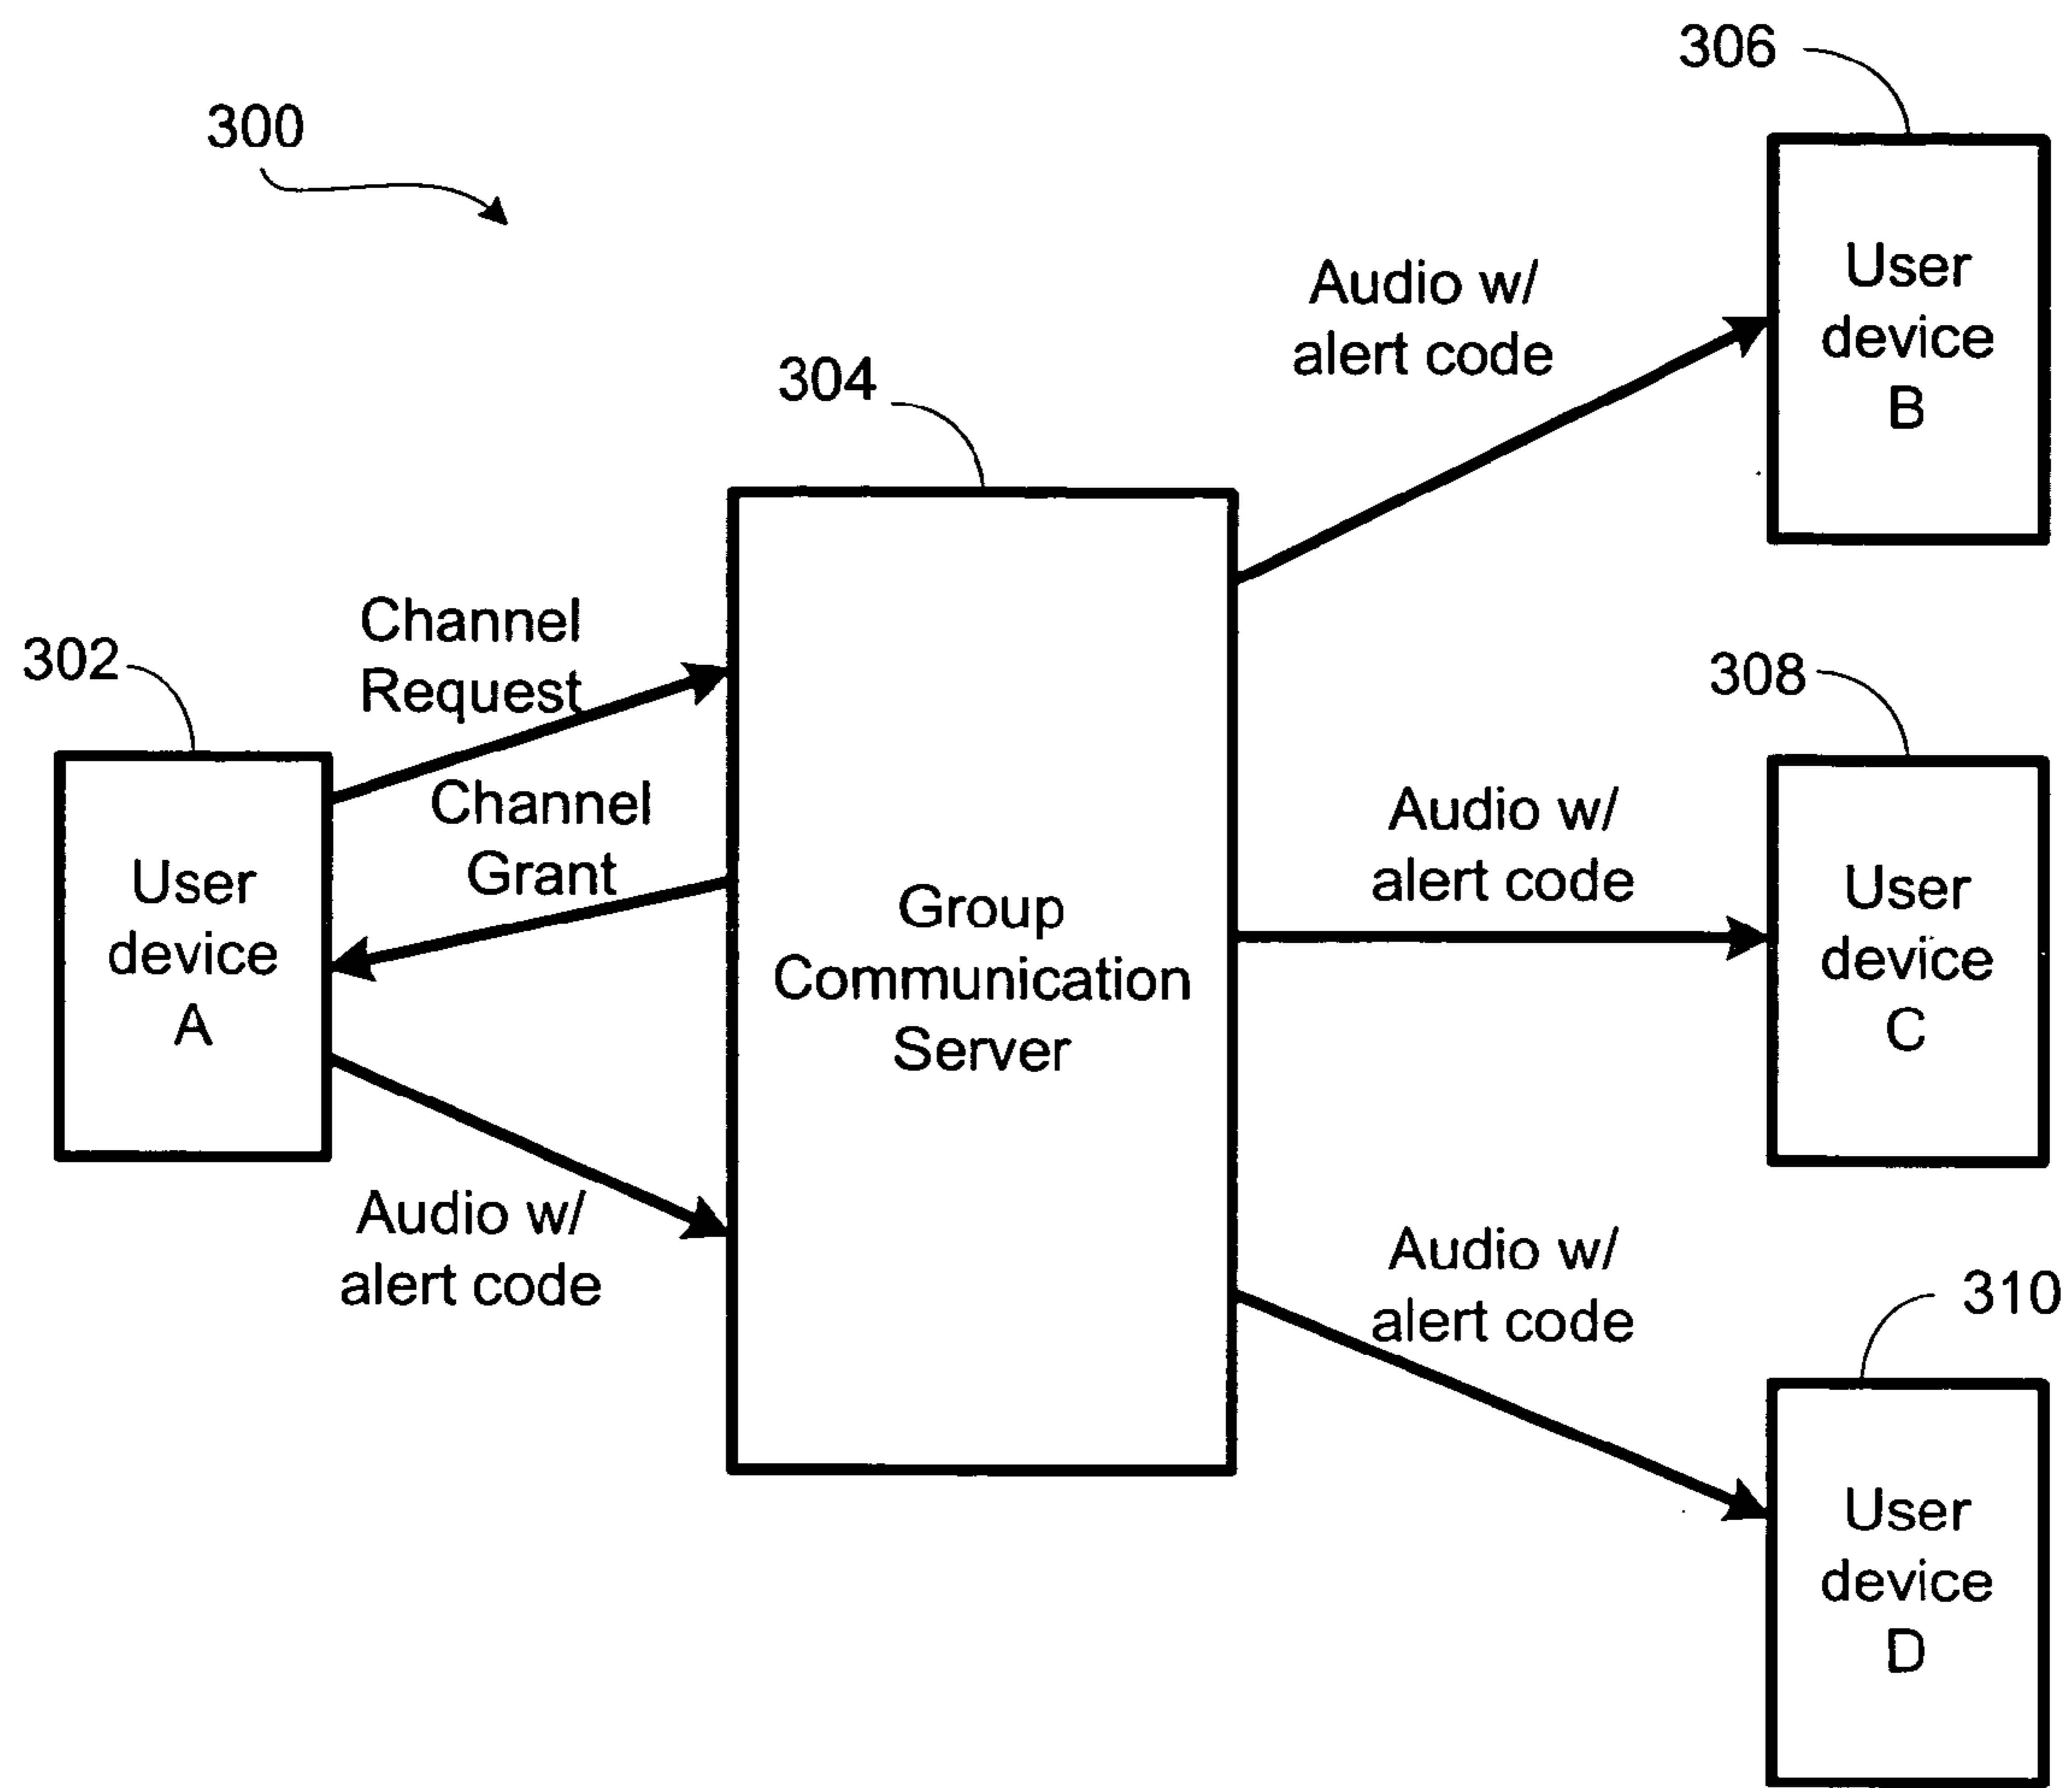 300
306
User
device
B
Audio w/
alert code
304
302
Channel
Request
Channel
Grant
User
device
A
Audio w/
alert code
Group
Communication
Server
308
Audio w/
alert code
User
device
C
Audio w/
alert code
310
User
device
D